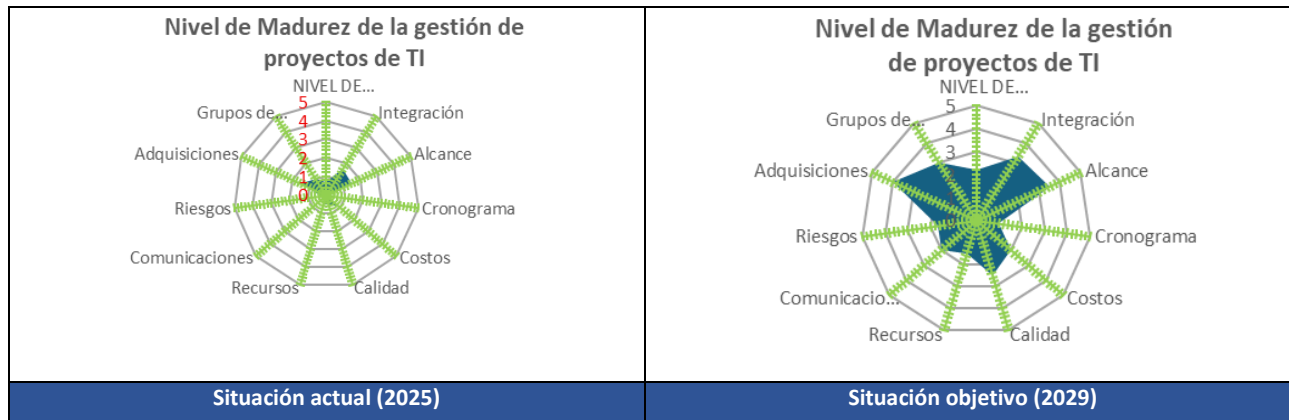 Nivel de Madurez de la gestión de
proyectos de TI
NIVEL DE...
5
4
3
2
1
0
Integración
Alcance
Cronograma
Costos
Calidad
Recursos
Comunicaciones
Riesgos
Adquisiciones
Grupos de...
Situación actual (2025)
Nivel de Madurez de la gestión
de proyectos de TI
NIVEL DE...
5
4
3
Integración
Alcance
Cronograma
Costos
Calidad
Recursos
Comunicacio...
Riesgos
Adquisiciones
Grupos de...
Situación objetivo (2029)